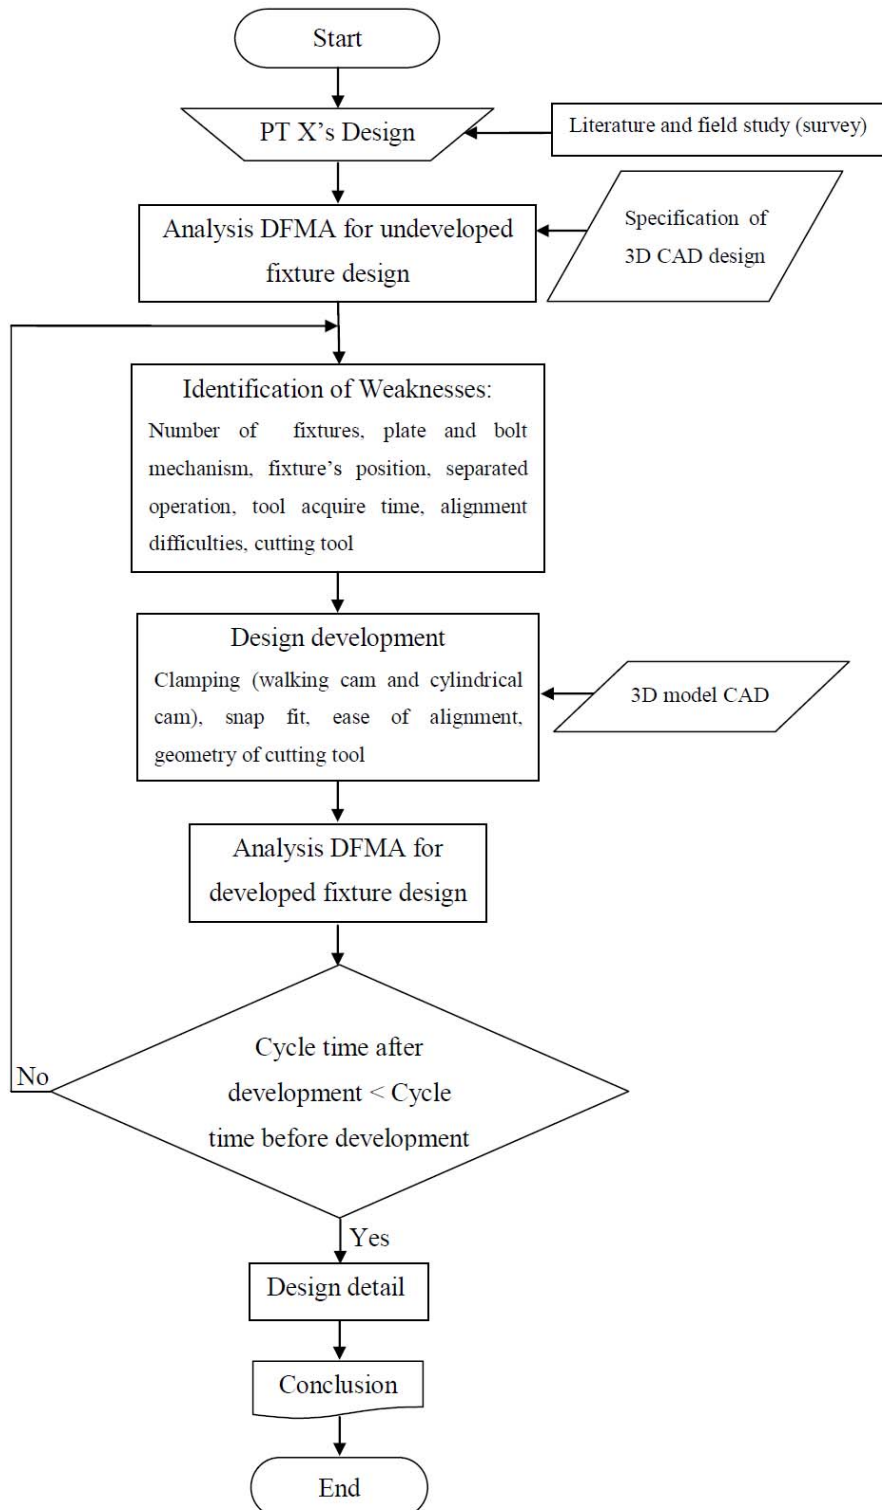 Start
PT X's Design
Literature and field study (survey)
Analysis DFMA for undeveloped
fixture design
Specification of
3D CAD design
Identification of Weaknesses:
Number of fixtures, plate and bolt
mechanism, fixture's position, separated
operation, tool acquire time, alignment
difficulties, cutting tool
Design development
Clamping (walking cam and cylindrical
cam), snap fit, ease of alignment,
geometry of cutting tool
3D model CAD
Analysis DFMA for
developed fixture design
Cycle time after
development < Cycle
time before development
No
Yes
Design detail
Conclusion
End